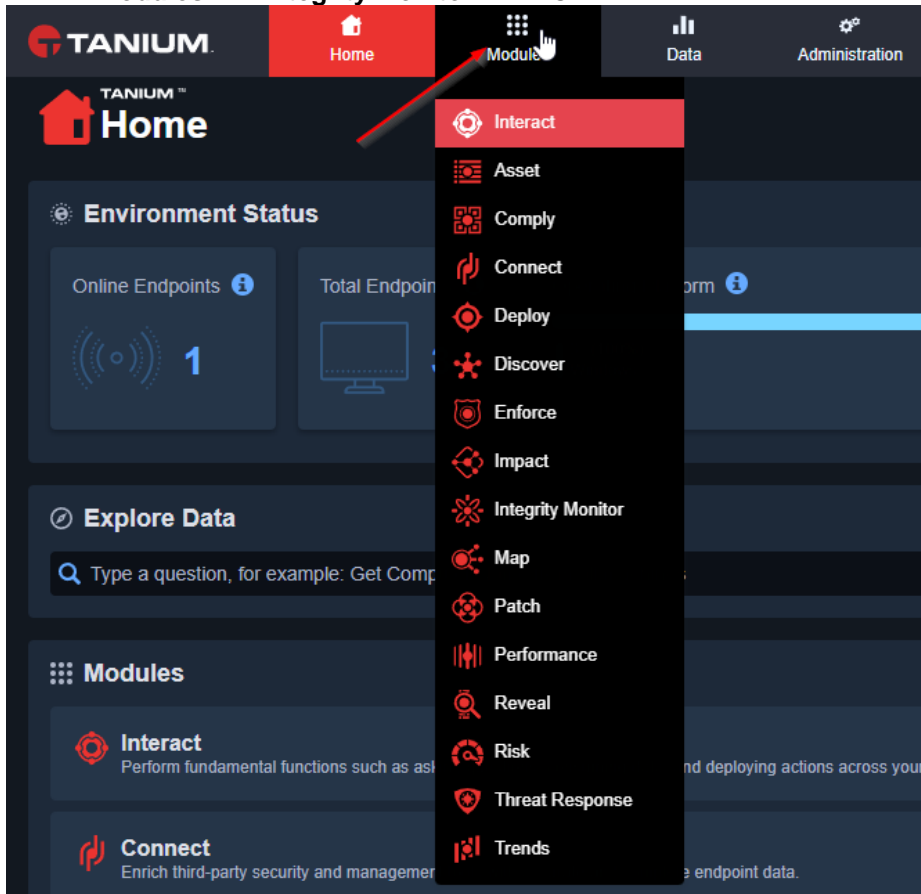 TANIUM.
Home
Module
Data
Administration
TANIUM™
Home
Interact
Asset
Comply
Connect
Deploy
Discover
Enforce
Impact
Integrity Monitor
Map
Patch
Performance
Reveal
Risk
Threat Response
Trends
Environment Status
Online Endpoints
1
Total Endpoin
orm
Explore Data
Type a question, for example: Get Comp
Modules
Interact
Perform fundamental functions such as as nd deploying actions across your
Connect
Enrich third-party security and managemen e endpoint data.